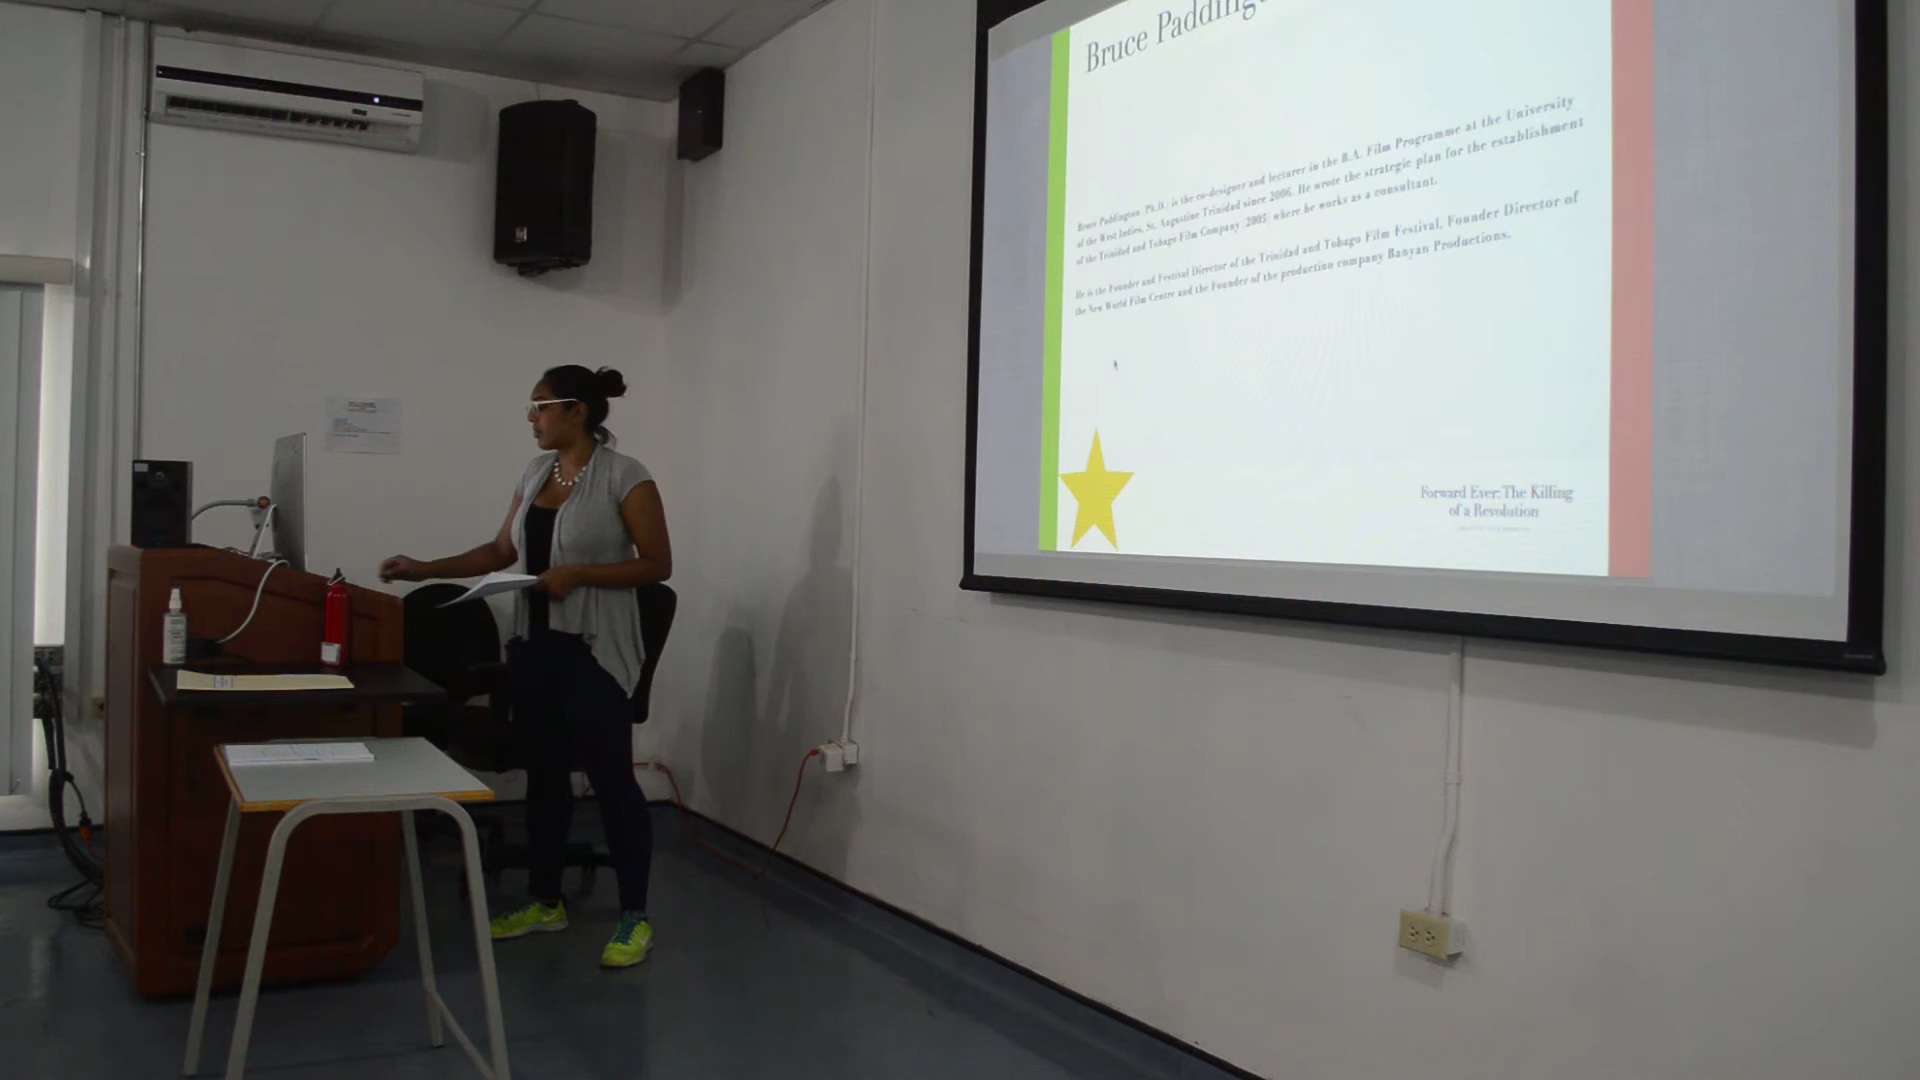 Bruce
Bruce Paddington (Ph.D.) is the co-designer and lecturer in the B.A. Film Programme at the University
of the West Indies, St. Augustine Trinidad since 2006. He wrote the strategic plan for the establishment
of the Trinidad and Tobago Film Company (2005) where he works as a consultant.
He is the Founder and Festival Director of the Trinidad and Tobago Film Festival, Founder Director of
the New World Film Centre and the Founder of the production company Banyan Productions.
Forward Ever: The Killing
of a Revolution